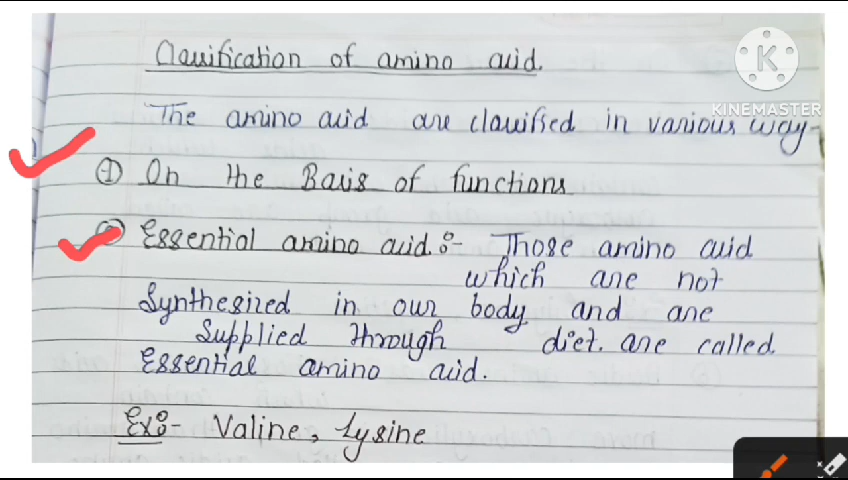 Classification of amino acid.
KINEMASTER
The amino acid are classified in various way-
① On the Basis of functions
Essential amino acid :- Those amino acid
which are not
Synthesized in our body and are
supplied through diet. are called
Essential amino acid.
Ex:- Valine, Lysine